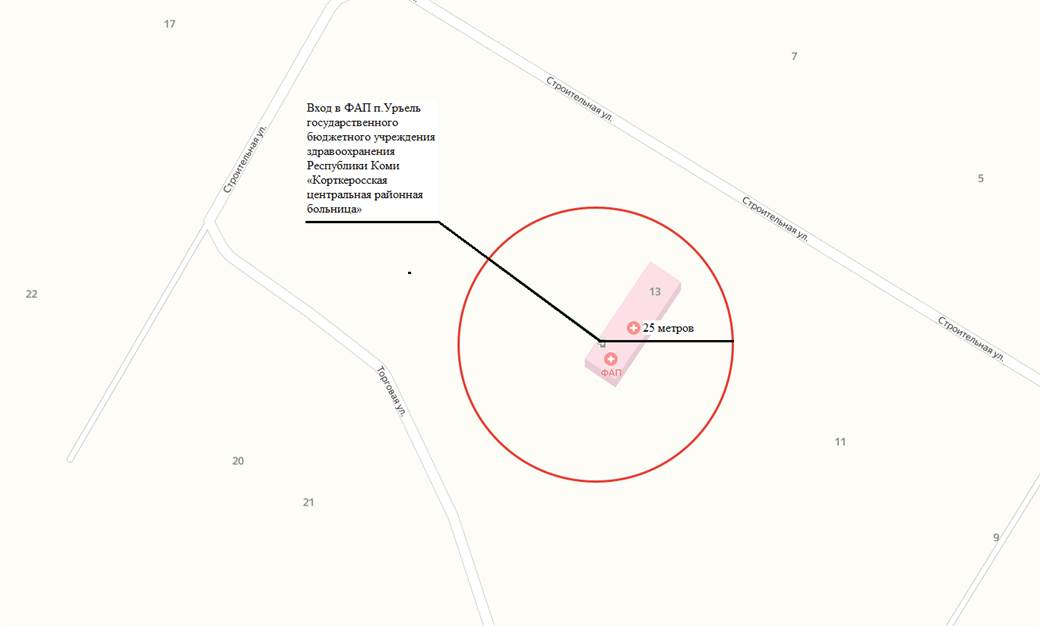 17
7
Строительная ул.
Вход в ФАП п.Уръель
государственного
бюджетного учреждения
здравоохранения
Республики Коми
«Корткеросская
центральная районная
больница»
Строительная ул.
5
Строительная ул.
22
13
25 метров
Строительная ул.
ФАП
Торговая ул.
11
20
21
9